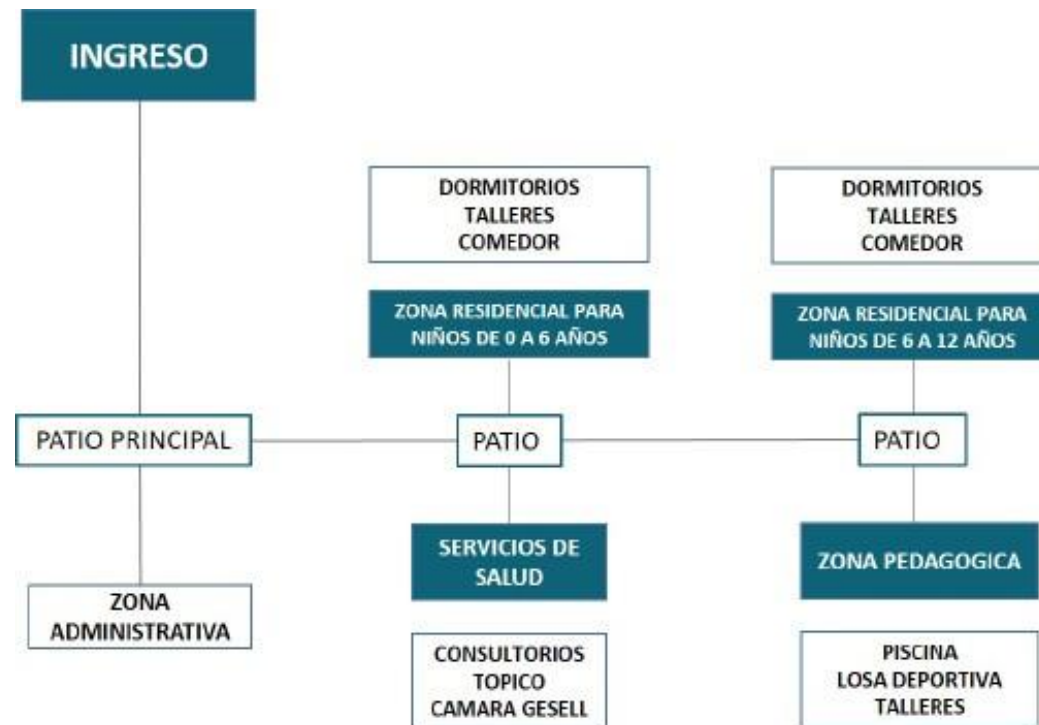 INGRESO
DORMITORIOS
TALLERES
COMEDOR
DORMITORIOS
TALLERES
COMEDOR
ZONA RESIDENCIAL PARA
NIÑOS DE 0 A 6 AÑOS
ZONA RESIDENCIAL PARA
NIÑOS DE 6 A 12 AÑOS
PATIO PRINCIPAL
PATIO
PATIO
SERVICIOS DE
SALUD
ZONA PEDAGOGICA
ZONA
ADMINISTRATIVA
CONSULTORIOS
TOPICO
CAMARA GESELL
PISCINA
LOSA DEPORTIVA
TALLERES